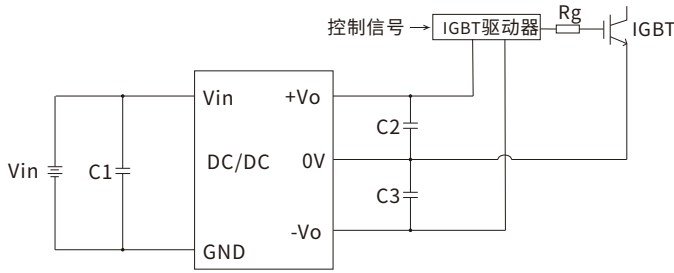 Rg
控制信号
IGBT驱动器
IGBT
Vin
+Vo
C2
Vin
C1
DC/DC
0V
C3
-Vo
GND